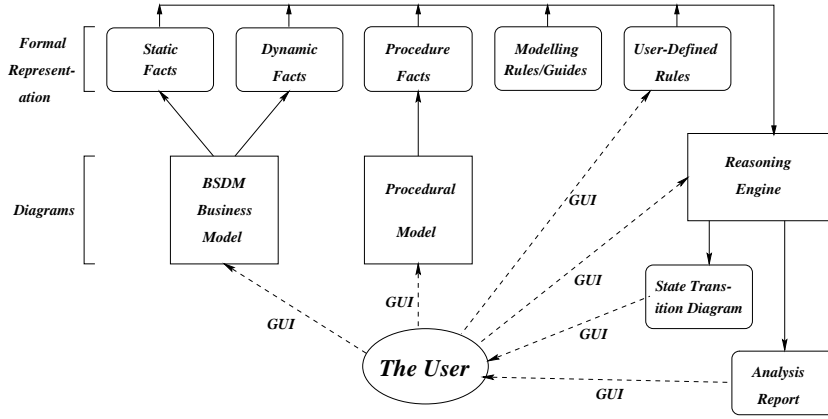 Formal
Represent-
ation
Static
Facts
Dynamic
Facts
Procedure
Facts
Modelling
Rules/Guides
User-Defined
Rules
Diagrams
BSDM
Business
Model
Procedural
Model
Reasoning
Engine
GUI
GUI
GUI
GUI
GUI
GUI
State Trans-
ition Diagram
The User
Analysis
Report